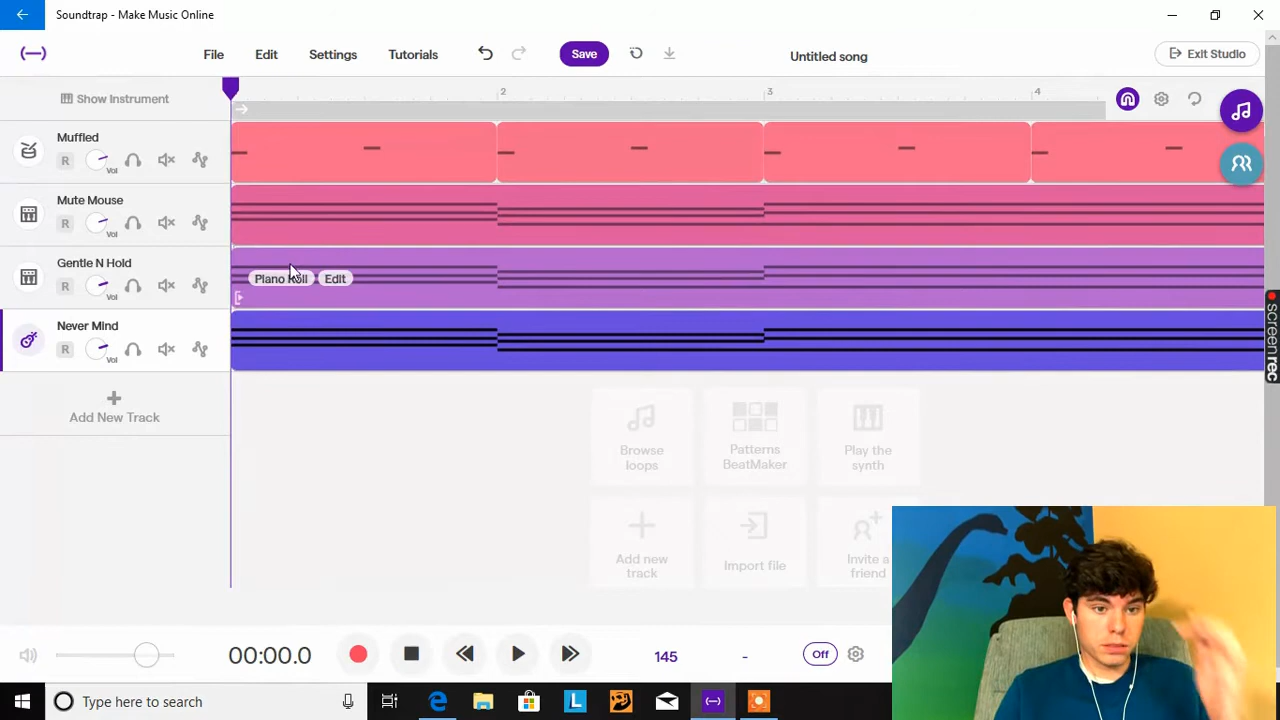 Soundtrap - Make Music Online
File
Edit
Settings
Tutorials
Save
Untitled song
Exit Studio
Show Instrument
2
3
4
Muffled
R
Vol
Mute Mouse
R
Vol
Gentle N Hold
R
Vol
Piano Roll
Edit
Never Mind
R
Vol
Add New Track
Browse
loops
Patterns
BeatMaker
Play the
synth
Add new
track
Import file
Invite a
friend
00:00.0
145
-
Off
screenrec
Type here to search
L